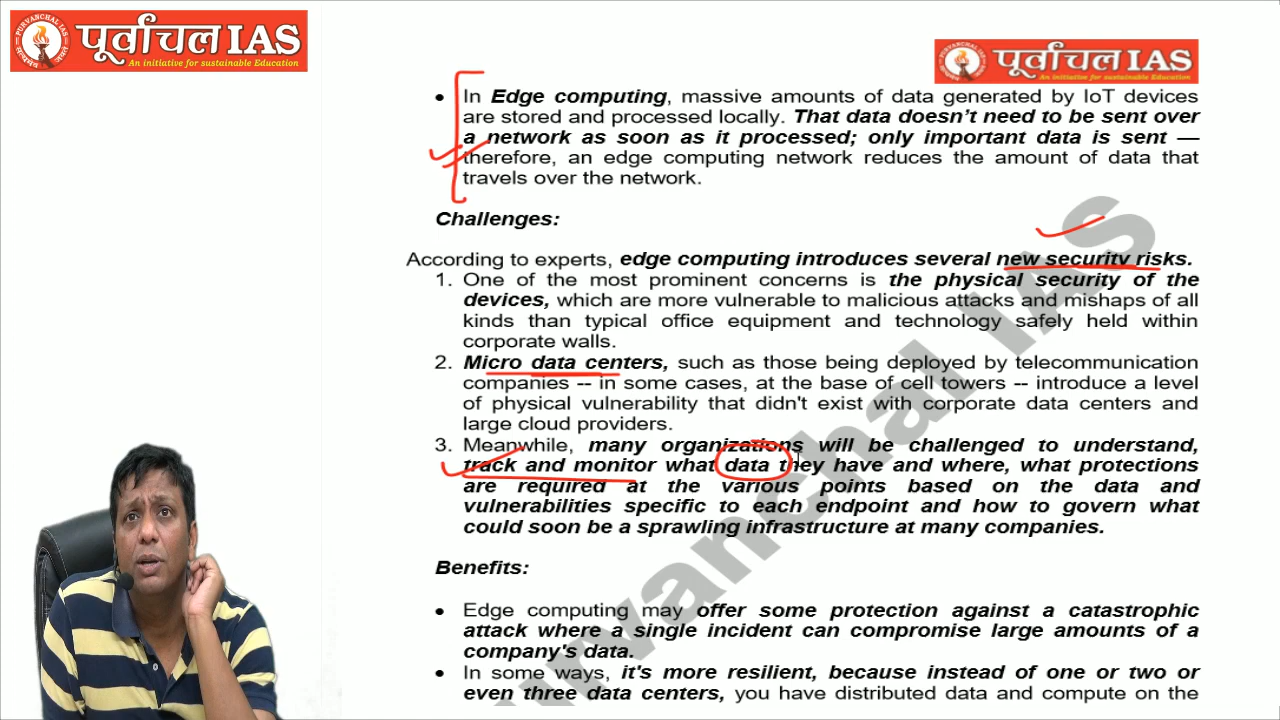 PURVANCHAL IAS
पूर्वांचल IAS
An initiative for sustainable Education
पूर्वांचल IAS
An initiative for sustainable Education
• In Edge computing, massive amounts of data generated by IoT devices
are stored and processed locally. That data doesn’t need to be sent over
a network as soon as it processed; only important data is sent —
therefore, an edge computing network reduces the amount of data that
travels over the network.
Challenges:
According to experts, edge computing introduces several new security risks.
1. One of the most prominent concerns is the physical security of the
devices, which are more vulnerable to malicious attacks and mishaps of all
kinds than typical office equipment and technology safely held within
corporate walls.
2. Micro data centers, such as those being deployed by telecommunication
companies -- in some cases, at the base of cell towers -- introduce a level
of physical vulnerability that didn't exist with corporate data centers and
large cloud providers.
3. Meanwhile, many organizations will be challenged to understand,
track and monitor what data they have and where, what protections
are required at the various points based on the data and
vulnerabilities specific to each endpoint and how to govern what
could soon be a sprawling infrastructure at many companies.
Benefits:
• Edge computing may offer some protection against a catastrophic
attack where a single incident can compromise large amounts of a
company's data.
• In some ways, it's more resilient, because instead of one or two or
even three data centers, you have distributed data and compute on the
Purvanchal IAS